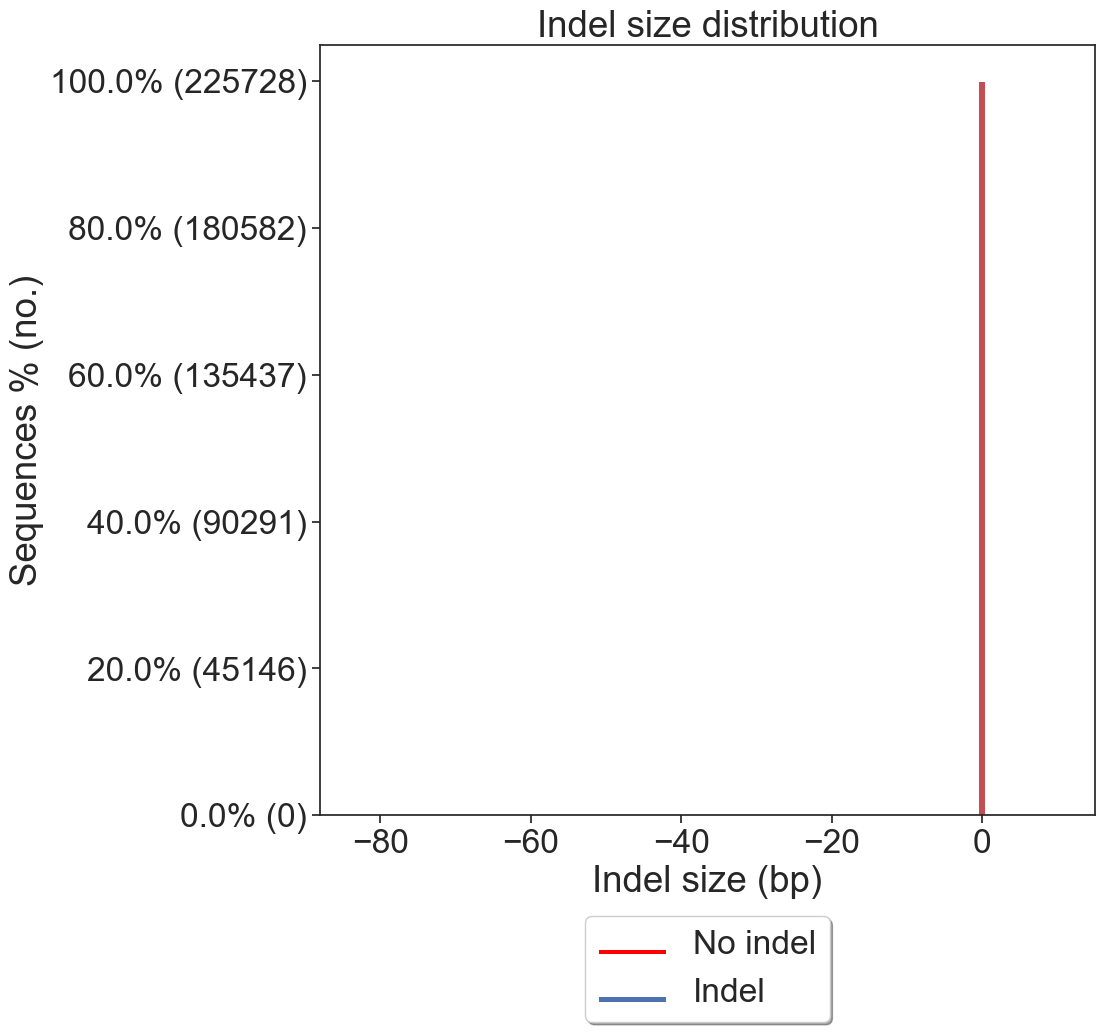 Indel size distribution
Sequences % (no.)
100.0% (225728)
80.0% (180582)
60.0% (135437)
40.0% (90291)
20.0% (45146)
0.0% (0)
−80 −60 −40 −20 0
Indel size (bp)
No indel
Indel